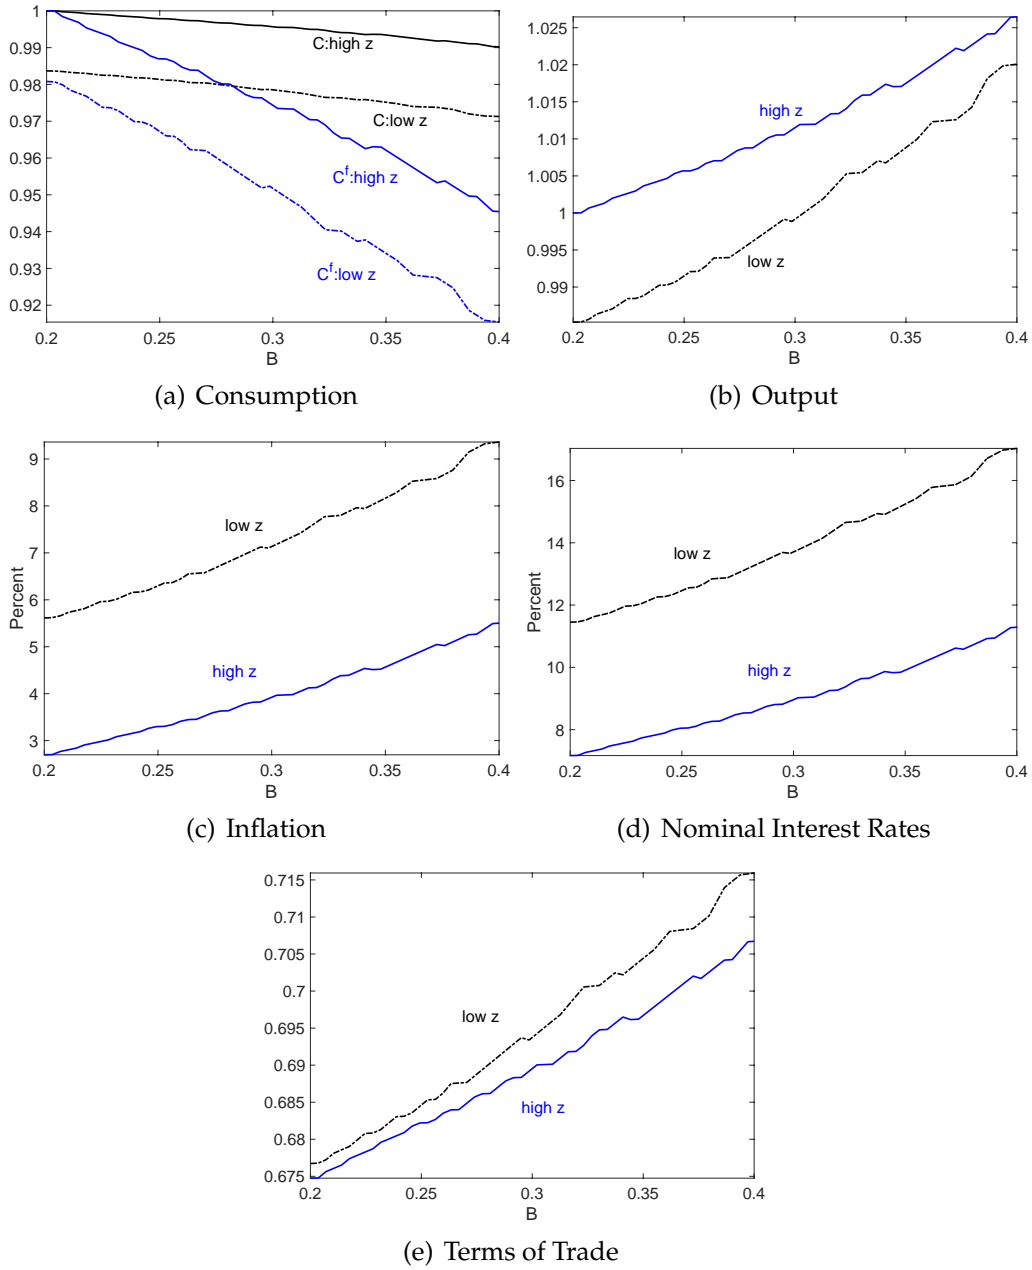 1
0.99
0.98
0.97
0.96
0.95
0.94
0.93
0.92
C:high z
C:low z
C^f:high z
C^f:low z
0.2 0.25 0.3 0.35 0.4
B
(a) Consumption
1.025
1.02
1.015
1.01
1.005
1
0.995
0.99
high z
low z
0.2 0.25 0.3 0.35 0.4
B
(b) Output
9
8
7
6
5
4
3
Percent
low z
high z
0.2 0.25 0.3 0.35 0.4
B
(c) Inflation
16
14
12
10
8
Percent
low z
high z
0.2 0.25 0.3 0.35 0.4
B
(d) Nominal Interest Rates
0.715
0.71
0.705
0.7
0.695
0.69
0.685
0.68
0.675
low z
high z
0.2 0.25 0.3 0.35 0.4
B
(e) Terms of Trade